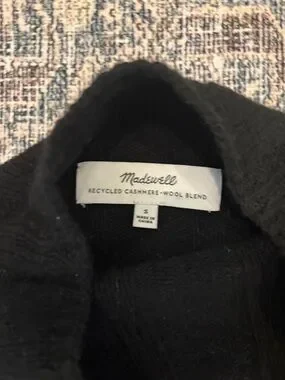 Madewell
RECYCLED CASHMERE · WOOL BLEND
S
MADE IN
CHINA